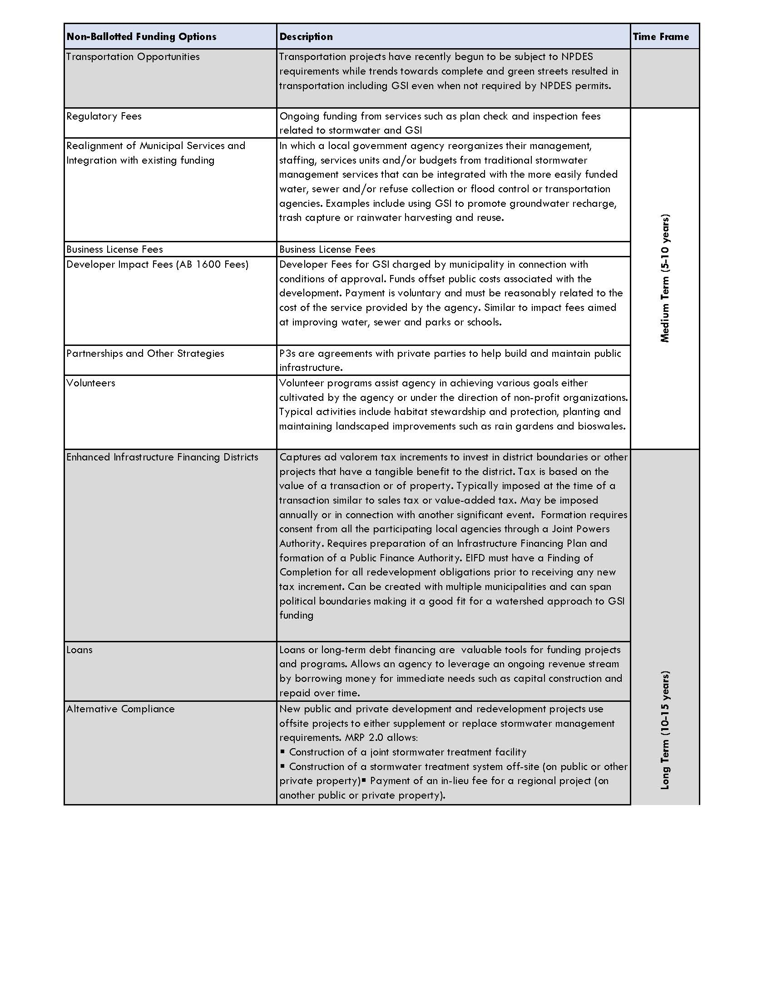 Non-Ballotted Funding Options
Description
Time Frame
Transportation Opportunities
Transportation projects have recently begun to be subject to NPDES
requirements while trends towards complete and green streets resulted in
transportation including GSI even when not required by NPDES permits.
Regulatory Fees
Ongoing funding from services such as plan check and inspection fees
related to stormwater and GSI
Medium Term (5-10 years)
Realignment of Municipal Services and
Integration with existing funding
In which a local government agency reorganizes their management,
staffing, services units and/or budgets from traditional stormwater
management services that can be integrated with the more easily funded
water, sewer and/or refuse collection or flood control or transportation
agencies. Examples include using GSI to promote groundwater recharge,
trash capture or rainwater harvesting and reuse.
Business License Fees
Business License Fees
Developer Impact Fees (AB 1600 Fees)
Developer Fees for GSI charged by municipality in connection with
conditions of approval. Funds offset public costs associated with the
development. Payment is voluntary and must be reasonably related to the
cost of the service provided by the agency. Similar to impact fees aimed
at improving water, sewer and parks or schools.
Partnerships and Other Strategies
P3s are agreements with private parties to help build and maintain public
infrastructure.
Volunteers
Volunteer programs assist agency in achieving various goals either
cultivated by the agency or under the direction of non-profit organizations.
Typical activities include habitat stewardship and protection, planting and
maintaining landscaped improvements such as rain gardens and bioswales.
Enhanced Infrastructure Financing Districts
Captures ad valorem tax increments to invest in district boundaries or other
projects that have a tangible benefit to the district. Tax is based on the
value of a transaction or of property. Typically imposed at the time of a
transaction similar to sales tax or value-added tax. May be imposed
annually or in connection with another significant event.  Formation requires
consent from all the participating local agencies through a Joint Powers
Authority. Requires preparation of an Infrastructure Financing Plan and
formation of a Public Finance Authority. EIFD must have a Finding of
Completion for all redevelopment obligations prior to receiving any new
tax increment. Can be created with multiple municipalities and can span
political boundaries making it a good fit for a watershed approach to GSI
funding
Long Term (10-15 years)
Loans
Loans or long-term debt financing are  valuable tools for funding projects
and programs. Allows an agency to leverage an ongoing revenue stream
by borrowing money for immediate needs such as capital construction and
repaid over time.
Alternative Compliance
New public and private development and redevelopment projects use
offsite projects to either supplement or replace stormwater management
requirements. MRP 2.0 allows:
▪ Construction of a joint stormwater treatment facility
▪ Construction of a stormwater treatment system off-site (on public or other
private property)▪ Payment of an in-lieu fee for a regional project (on
another public or private property).